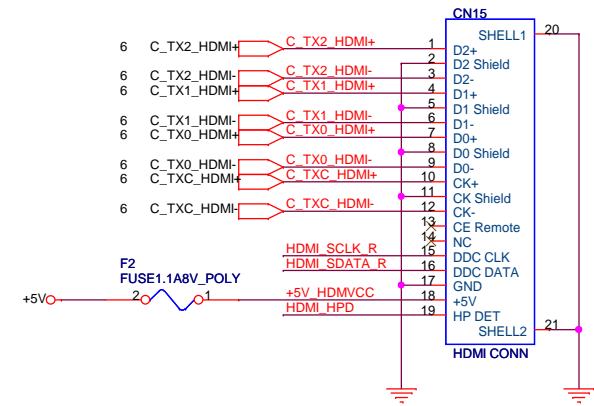 CN15
SHELL1 20
6 C_TX2_HDMI+ C_TX2_HDMI+ 1 D2+
2 D2 Shield
6 C_TX2_HDMI- C_TX2_HDMI- 3 D2-
6 C_TX1_HDMI+ C_TX1_HDMI+ 4 D1+
5 D1 Shield
6 C_TX1_HDMI- C_TX1_HDMI- 6 D1-
6 C_TX0_HDMI+ C_TX0_HDMI+ 7 D0+
8 D0 Shield
6 C_TX0_HDMI- C_TX0_HDMI- 9 D0-
6 C_TXC_HDMI+ C_TXC_HDMI+ 10 CK+
11 CK Shield
6 C_TXC_HDMI- C_TXC_HDMI- 12 CK-
13 CE Remote
14 NC
HDMI_SCLK_R 15 DDC CLK
HDMI_SDATA_R 16 DDC DATA
17 GND
F2
FUSE1.1A8V_POLY
+5V 2 1 +5V_HDMVCC 18 +5V
HDMI_HPD 19 HP DET
SHELL2 21
HDMI CONN